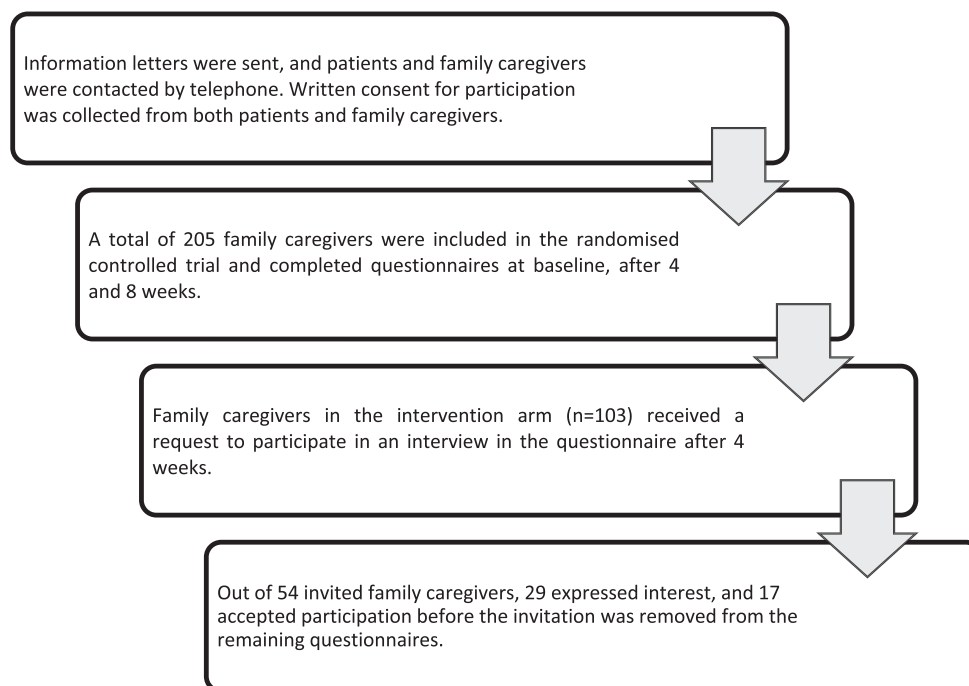 Information letters were sent, and patients and family caregivers
were contacted by telephone. Written consent for participation
was collected from both patients and family caregivers.
A total of 205 family caregivers were included in the randomised
controlled trial and completed questionnaires at baseline, after 4
and 8 weeks.
Family caregivers in the intervention arm (n=103) received a
request to participate in an interview in the questionnaire after 4
weeks.
Out of 54 invited family caregivers, 29 expressed interest, and 17
accepted participation before the invitation was removed from the
remaining questionnaires.